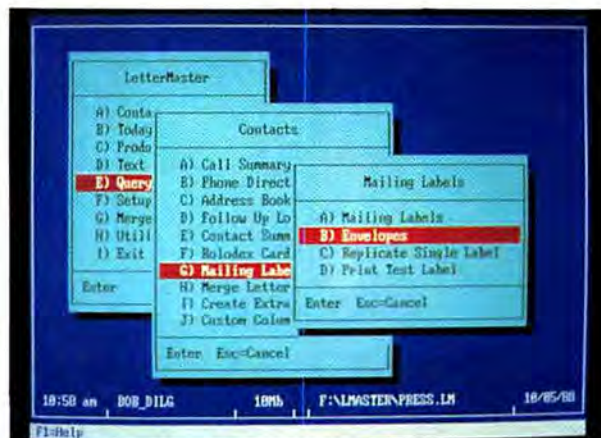 LetterMaster
A) Conta
B) Today
C) Produ
D) Text
E) Query
F) Setup
G) Merge
H) Utili
I) Exit
Enter
Contacts
A) Call Summary
B) Phone Direct
C) Address Book
D) Follow Up Lo
E) Contact Summ
F) Rolodex Card
G) Mailing Labe
H) Merge Letter
I) Create Extra
J) Custom Colum
Enter Esc=Cancel
Mailing Labels
A) Mailing Labels
B) Envelopes
C) Replicate Single Label
D) Print Test Label
Enter Esc=Cancel
10:58 am BOB_DILG 10Mb F:\LMASTER\PRESS.LM 10/05/88
F1=Help